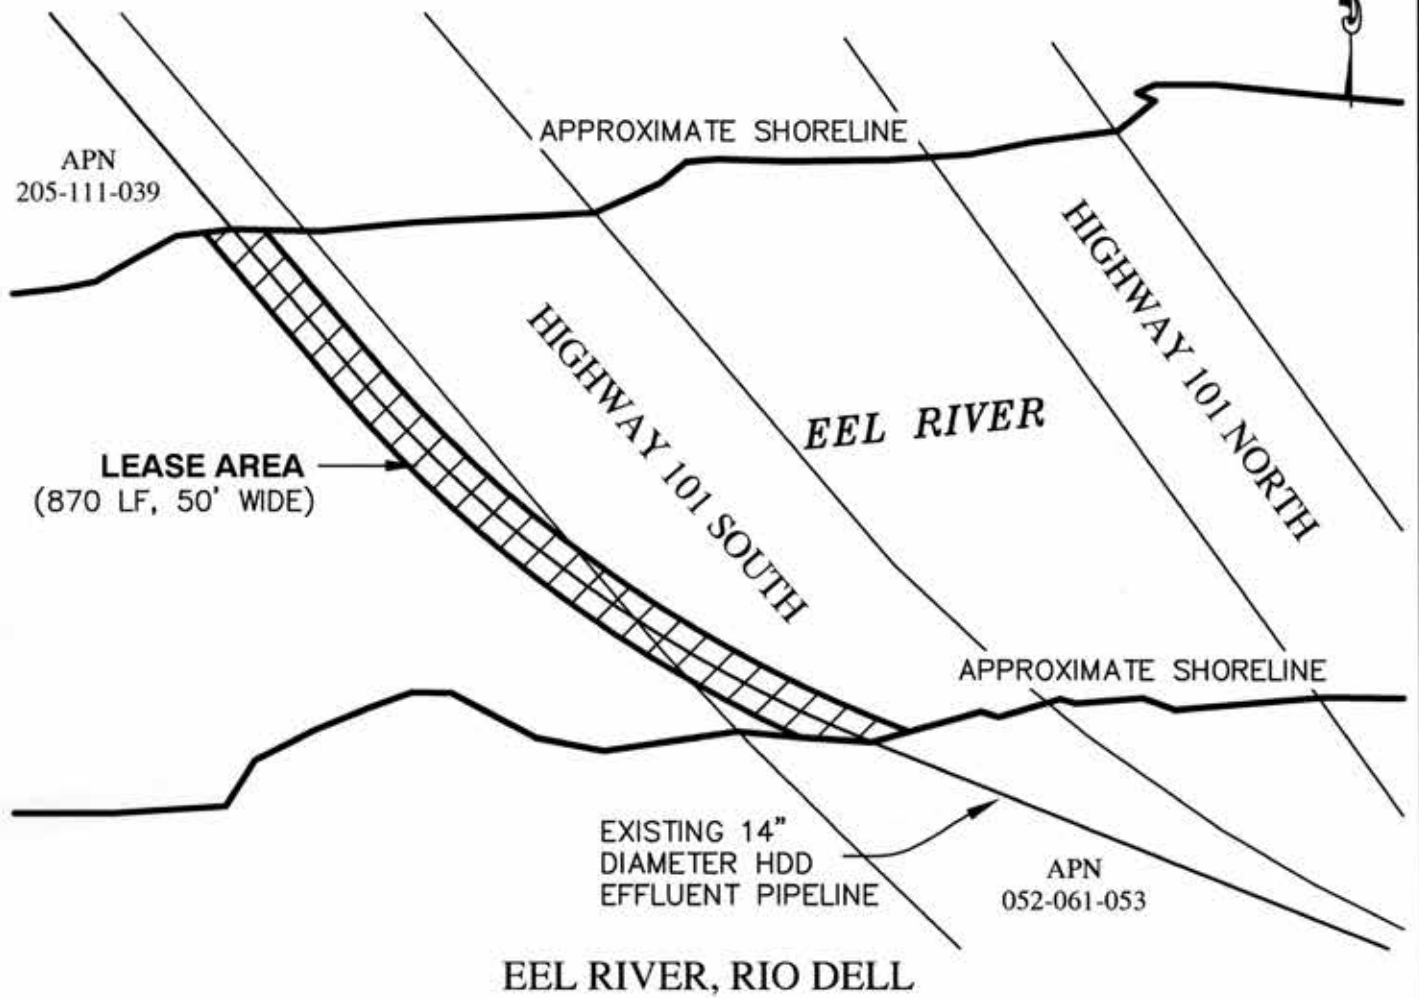 APPROXIMATE SHORELINE
APN
205-111-039
HIGHWAY 101 NORTH
HIGHWAY 101 SOUTH
EEL RIVER
LEASE AREA
(870 LF, 50' WIDE)
APPROXIMATE SHORELINE
EXISTING 14"
DIAMETER HDD
EFFLUENT PIPELINE
APN
052-061-053
EEL RIVER, RIO DELL